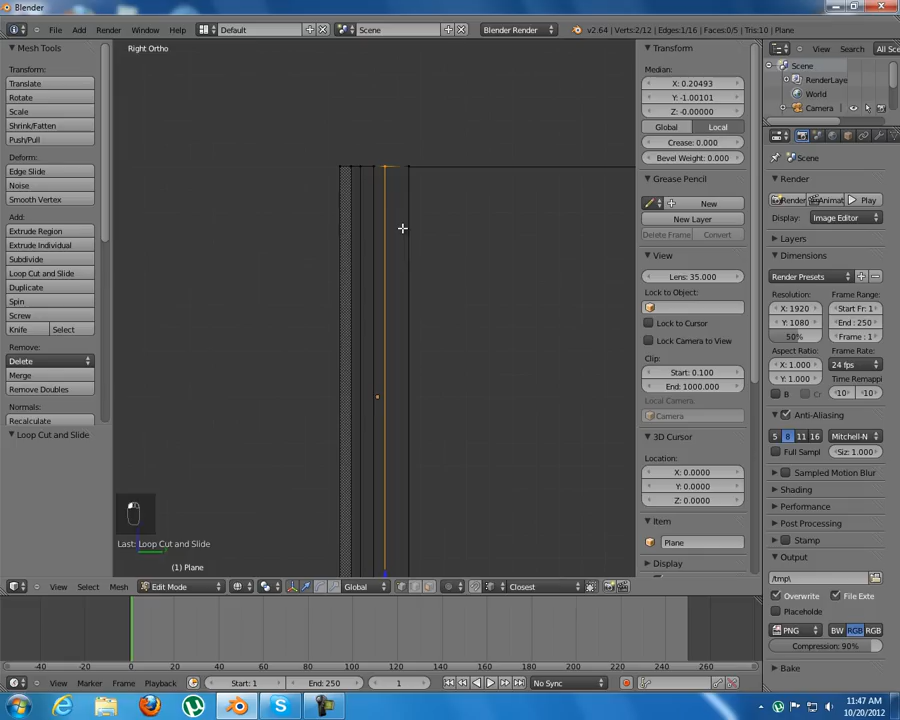 Blender
File Add Render Window Help Default Scene Blender Render v2.64 | Verts:2/12 | Edges:1/16 | Faces:0/5 | Tris:10 | Plane
Mesh Tools
Transform:
Translate
Rotate
Scale
Shrink/Fatten
Push/Pull
Deform:
Edge Slide
Noise
Smooth Vertex
Add:
Extrude Region
Extrude Individual
Subdivide
Loop Cut and Slide
Duplicate
Spin
Screw
Knife Select
Remove:
Delete
Merge
Remove Doubles
Normals:
Recalculate
Loop Cut and Slide
Right Ortho
Last: Loop Cut and Slide
(1) Plane
Transform
Median:
X: 0.20493
Y: -1.00101
Z: -0.00000
Global Local
Crease: 0.000
Bevel Weight: 0.000
Grease Pencil
New
New Layer
Delete Frame Convert
View
Lens: 35.000
Lock to Object:
Lock to Cursor
Lock Camera to View
Clip:
Start: 0.100
End: 1000.000
Local Camera:
Camera
3D Cursor
Location:
X: 0.0000
Y: 0.0000
Z: 0.0000
Item
Plane
Display
View Search All Sce
Scene
RenderLaye
World
Camera
Scene
Render
Render Animat Play
Display: Image Editor
Layers
Dimensions
Render Presets
Resolution: Frame Range:
X: 1920 Start Fr: 1
Y: 1080 End: 250
50% Frame: 1
Aspect Ratio: Frame Rate:
X: 1.000 24 fps
Y: 1.000 Time Remappi
B Cr 10 10
Anti-Aliasing
5 8 11 16 Mitchell-N
Full Sampl Siz: 1.000
Sampled Motion Blur
Shading
Performance
Post Processing
Stamp
Output
/tmp\
Overwrite File Exte
Placeholde
PNG BW RGB RGB
Compression: 90%
Bake
View Select Mesh Edit Mode Global Closest
-40 -20 0 20 40 60 80 100 120 140 160 180 200 220 240 260
View Marker Frame Playback Start: 1 End: 250 1 No Sync
11:47 AM
10/20/2012